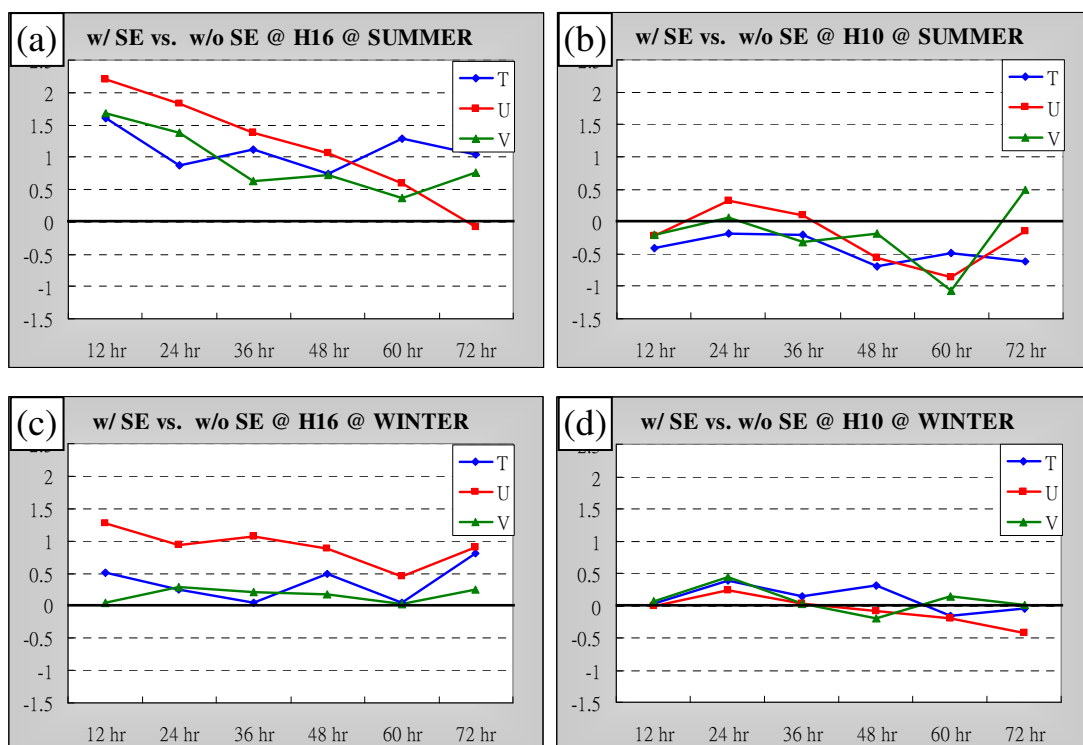 (a) w/ SE vs. w/o SE @ H16 @ SUMMER
T
U
V
2
1.5
1
0.5
0
-0.5
-1
-1.5
12 hr 24 hr 36 hr 48 hr 60 hr 72 hr
(b) w/ SE vs. w/o SE @ H10 @ SUMMER
T
U
V
2
1.5
1
0.5
0
-0.5
-1
-1.5
12 hr 24 hr 36 hr 48 hr 60 hr 72 hr
(c) w/ SE vs. w/o SE @ H16 @ WINTER
T
U
V
2
1.5
1
0.5
0
-0.5
-1
-1.5
12 hr 24 hr 36 hr 48 hr 60 hr 72 hr
(d) w/ SE vs. w/o SE @ H10 @ WINTER
T
U
V
2
1.5
1
0.5
0
-0.5
-1
-1.5
12 hr 24 hr 36 hr 48 hr 60 hr 72 hr